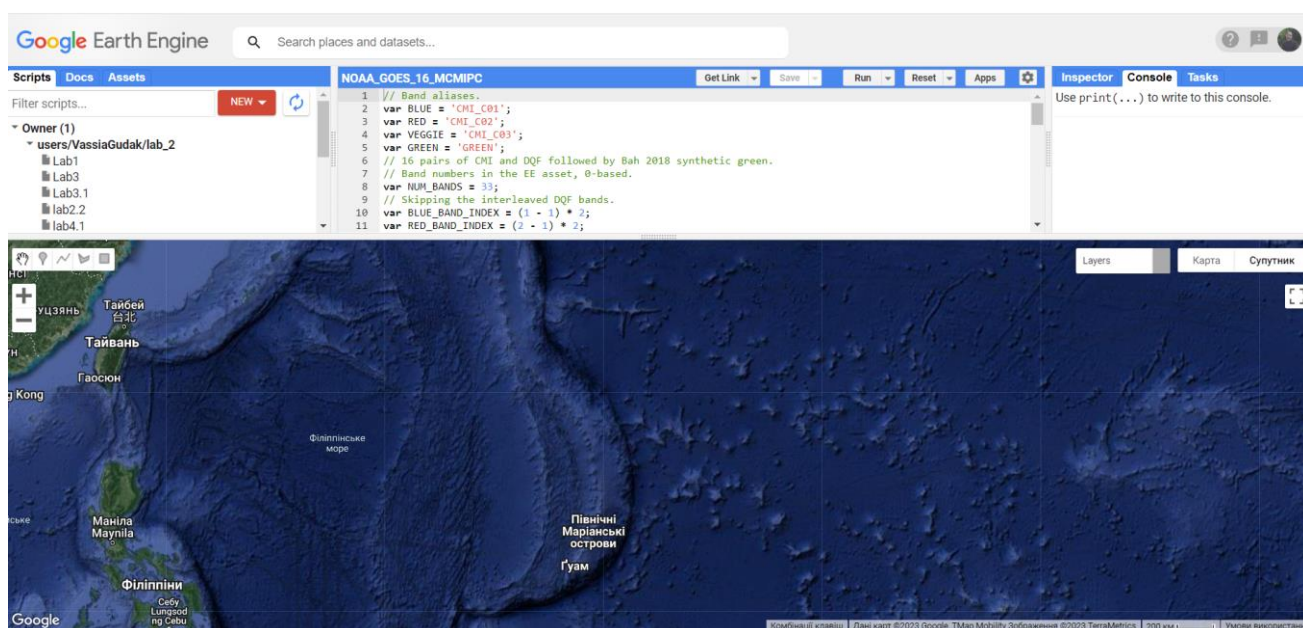 Google Earth Engine
Search places and datasets...
Scripts Docs Assets
Filter scripts...
NEW
Owner (1)
users/VassiaGudak/lab_2
Lab1
Lab3
Lab3.1
lab2.2
lab4.1
NOAA_GOES_16_MCMIPC
Get Link Save Run Reset Apps
1 // Band aliases.
2 var BLUE = 'CMI_C01';
3 var RED = 'CMI_C02';
4 var VEGGIE = 'CMI_C03';
5 var GREEN = 'GREEN';
6 // 16 pairs of CMI and DQF followed by Bah 2018 synthetic green.
7 // Band numbers in the EE asset, 0-based.
8 var NUM_BANDS = 33;
9 // Skipping the interleaved DQF bands.
10 var BLUE_BAND_INDEX = (1 - 1) * 2;
11 var RED_BAND_INDEX = (2 - 1) * 2;
Inspector Console Tasks
Use print(...) to write to this console.
Layers
Карта Супутник
уцзянь
Тайбей
台北
Тайвань
Гаосюн
g Kong
Філіппінське
море
Маніла
Maynila
Північні
Маріанські
острови
Ґуам
Філіппіни
Себу
Lungsod
ng Cebu
Google
Комбінації клавіш Дані карт ©2023 Google, TMap Mobility Зображення ©2023 TerraMetrics 200 км Умови використан